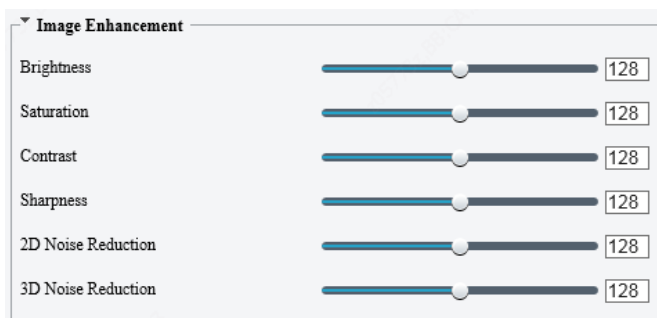 Image Enhancement
Brightness 128
Saturation 128
Contrast 128
Sharpness 128
2D Noise Reduction 128
3D Noise Reduction 128